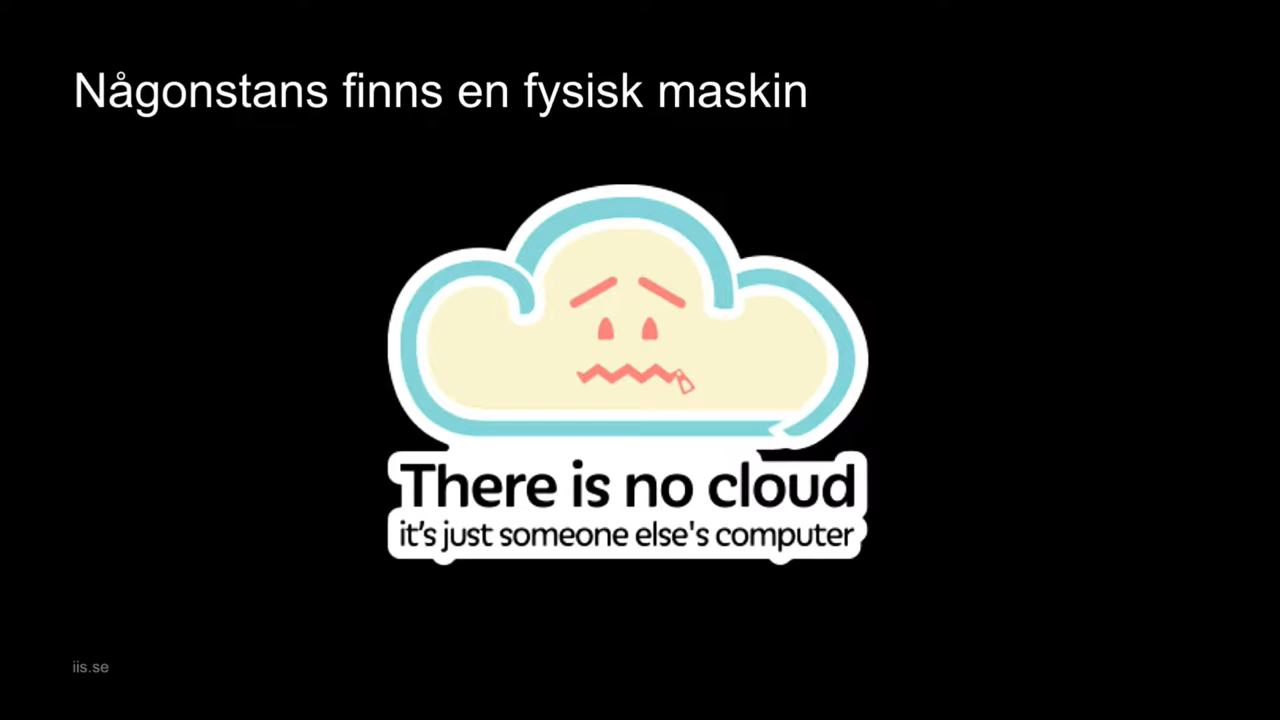 Någonstans finns en fysisk maskin
There is no cloud
it's just someone else's computer
iis.se